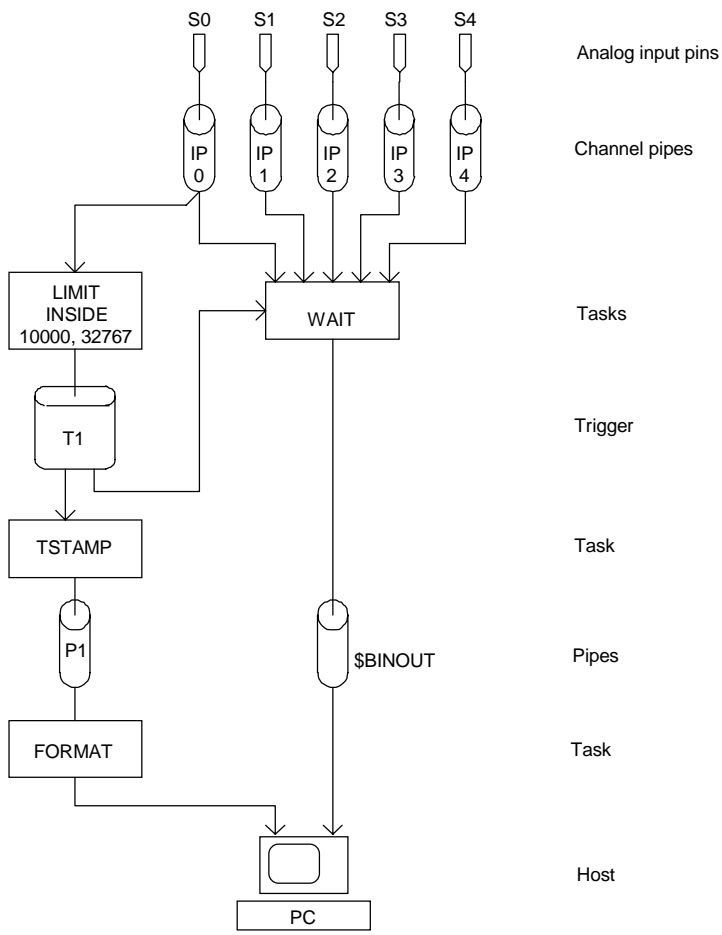 S0 S1 S2 S3 S4
Analog input pins
IP
0
IP
1
IP
2
IP
3
IP
4
Channel pipes
LIMIT
INSIDE
10000, 32767
WAIT
Tasks
T1
Trigger
TSTAMP
Task
P1
$BINOUT
Pipes
FORMAT
Task
Host
PC